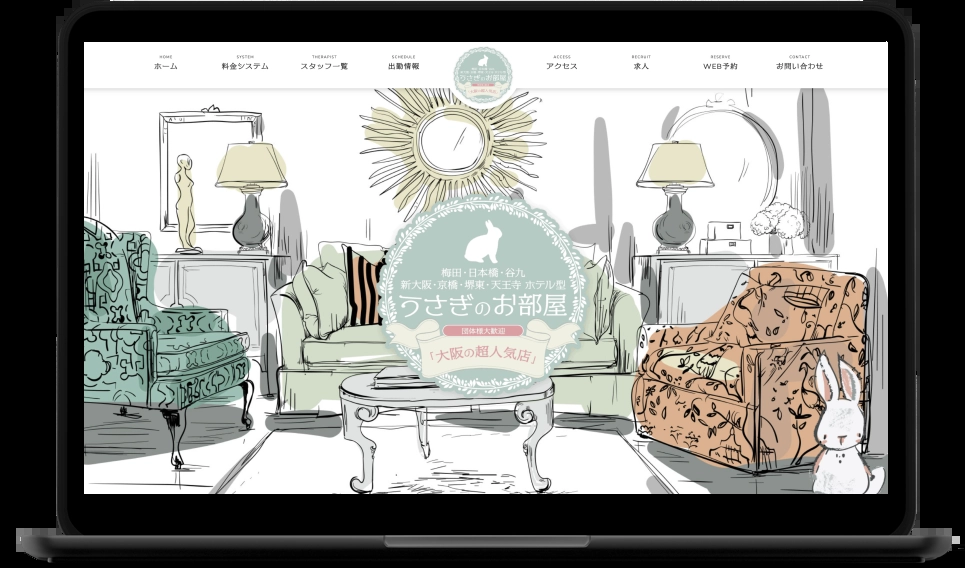 HOME
ホーム
SYSTEM
料金システム
THERAPIST
スタッフ一覧
SCHEDULE
出勤情報
うさぎのお部屋
ACCESS
アクセス
RECRUIT
求人
RESERVE
WEB予約
CONTACT
お問い合わせ
梅田・日本橋・谷九
新大阪・京橋・堺東・天王寺 ホテル型
うさぎのお部屋
団体様大歓迎
「大阪の超人気店」